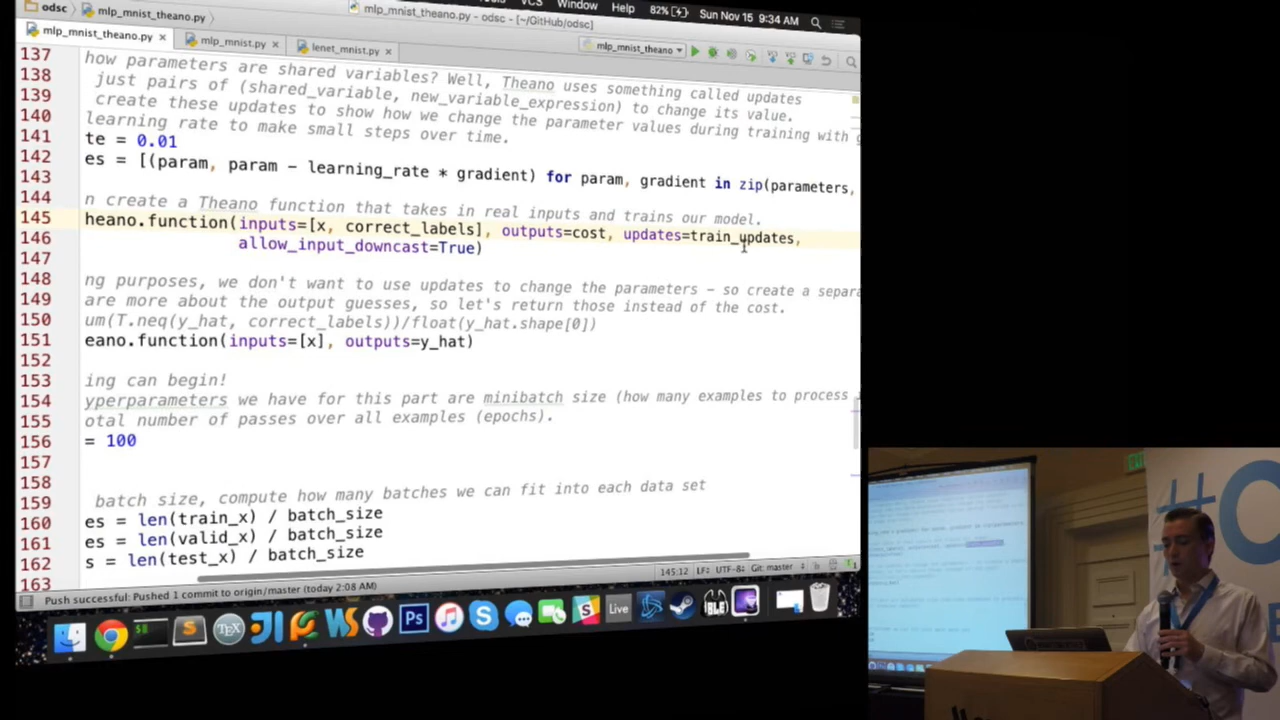 Window Help 82% Sun Nov 15 9:34 AM
mlp_mnist_theano.py - odsc - [~/GitHub/odsc]
odsc mlp_mnist_theano.py
mlp_mnist_theano.py mlp_mnist.py lenet_mnist.py mlp_mnist_theano
137 how parameters are shared variables? Well, Theano uses something called updates
138 just pairs of (shared_variable, new_variable_expression) to change its value.
139 create these updates to show how we change the parameter values during training with g
140 learning rate to make small steps over time.
141 te = 0.01
142 es = [(param, param - learning_rate * gradient) for param, gradient in zip(parameters,
143
144 n create a Theano function that takes in real inputs and trains our model.
145 heano.function(inputs=[x, correct_labels], outputs=cost, updates=train_updates,
146 allow_input_downcast=True)
147
148 ng purposes, we don't want to use updates to change the parameters - so create a separa
149 are more about the output guesses, so let's return those instead of the cost.
150 um(T.neq(y_hat, correct_labels))/float(y_hat.shape[0])
151 eano.function(inputs=[x], outputs=y_hat)
152
153 ing can begin!
154 yperparameters we have for this part are minibatch size (how many examples to process i
155 otal number of passes over all examples (epochs).
156 = 100
157
158
159 batch size, compute how many batches we can fit into each data set
160 es = len(train_x) / batch_size
161 es = len(valid_x) / batch_size
162 s = len(test_x) / batch_size
163
Push successful: Pushed 1 commit to origin/master (today 2:08 AM) 145:12 LF: UTF-8: Git: master
TEX JI WS Ps Live BLE
#O